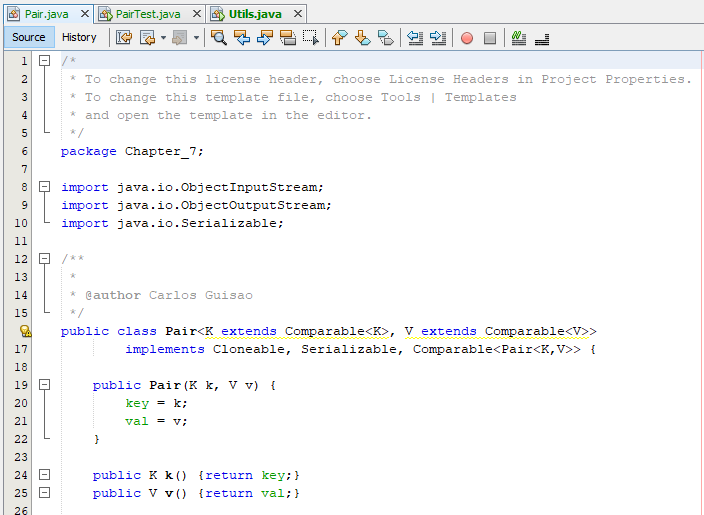 Pair.java PairTest.java Utils.java
Source History
1 /*
2 * To change this license header, choose License Headers in Project Properties.
3 * To change this template file, choose Tools | Templates
4 * and open the template in the editor.
5 */
6 package Chapter_7;
7
8 import java.io.ObjectInputStream;
9 import java.io.ObjectOutputStream;
10 import java.io.Serializable;
11
12 /**
13 *
14 * @author Carlos Guisao
15 */
public class Pair<K extends Comparable<K>, V extends Comparable<V>>
17 implements Cloneable, Serializable, Comparable<Pair<K,V>> {
18
19 public Pair(K k, V v) {
20 key = k;
21 val = v;
22 }
23
24 public K k() {return key;}
25 public V v() {return val;}
26